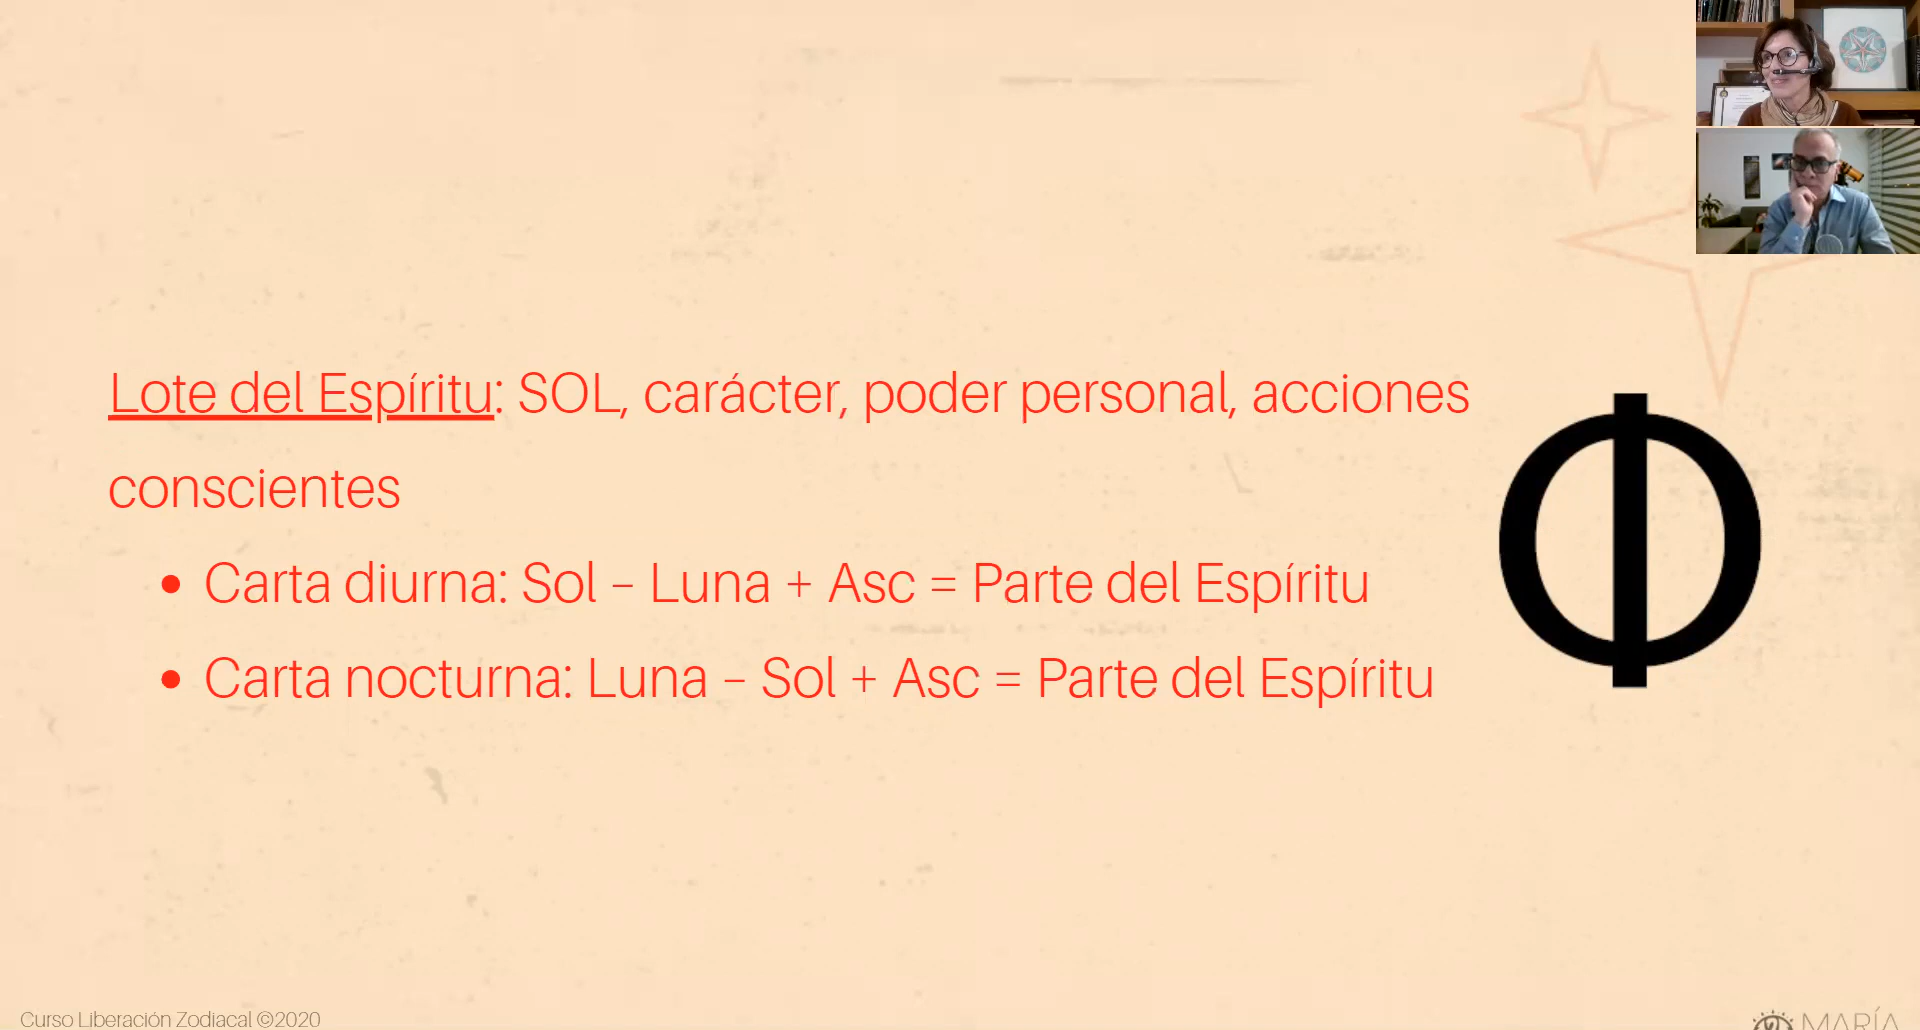 Lote del Espíritu: SOL, carácter, poder personal, acciones
conscientes
• Carta diurna: Sol – Luna + Asc = Parte del Espíritu
• Carta nocturna: Luna – Sol + Asc = Parte del Espíritu
Φ
Curso Liberación Zodiacal ©2020
MARÍA